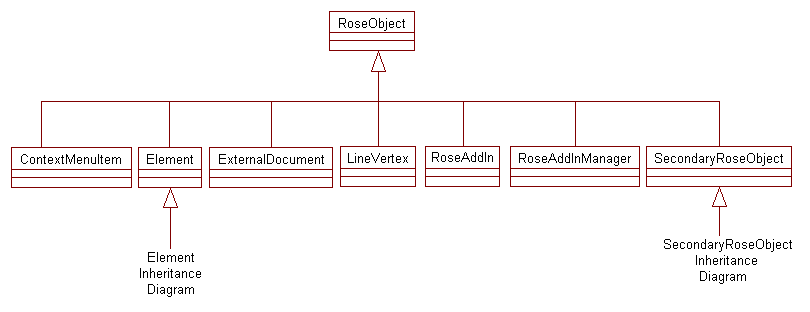 RoseObject
ContextMenuItem
Element
ExternalDocument
LineVertex
RoseAddIn
RoseAddInManager
SecondaryRoseObject
Element
Inheritance
Diagram
SecondaryRoseObject
Inheritance
Diagram